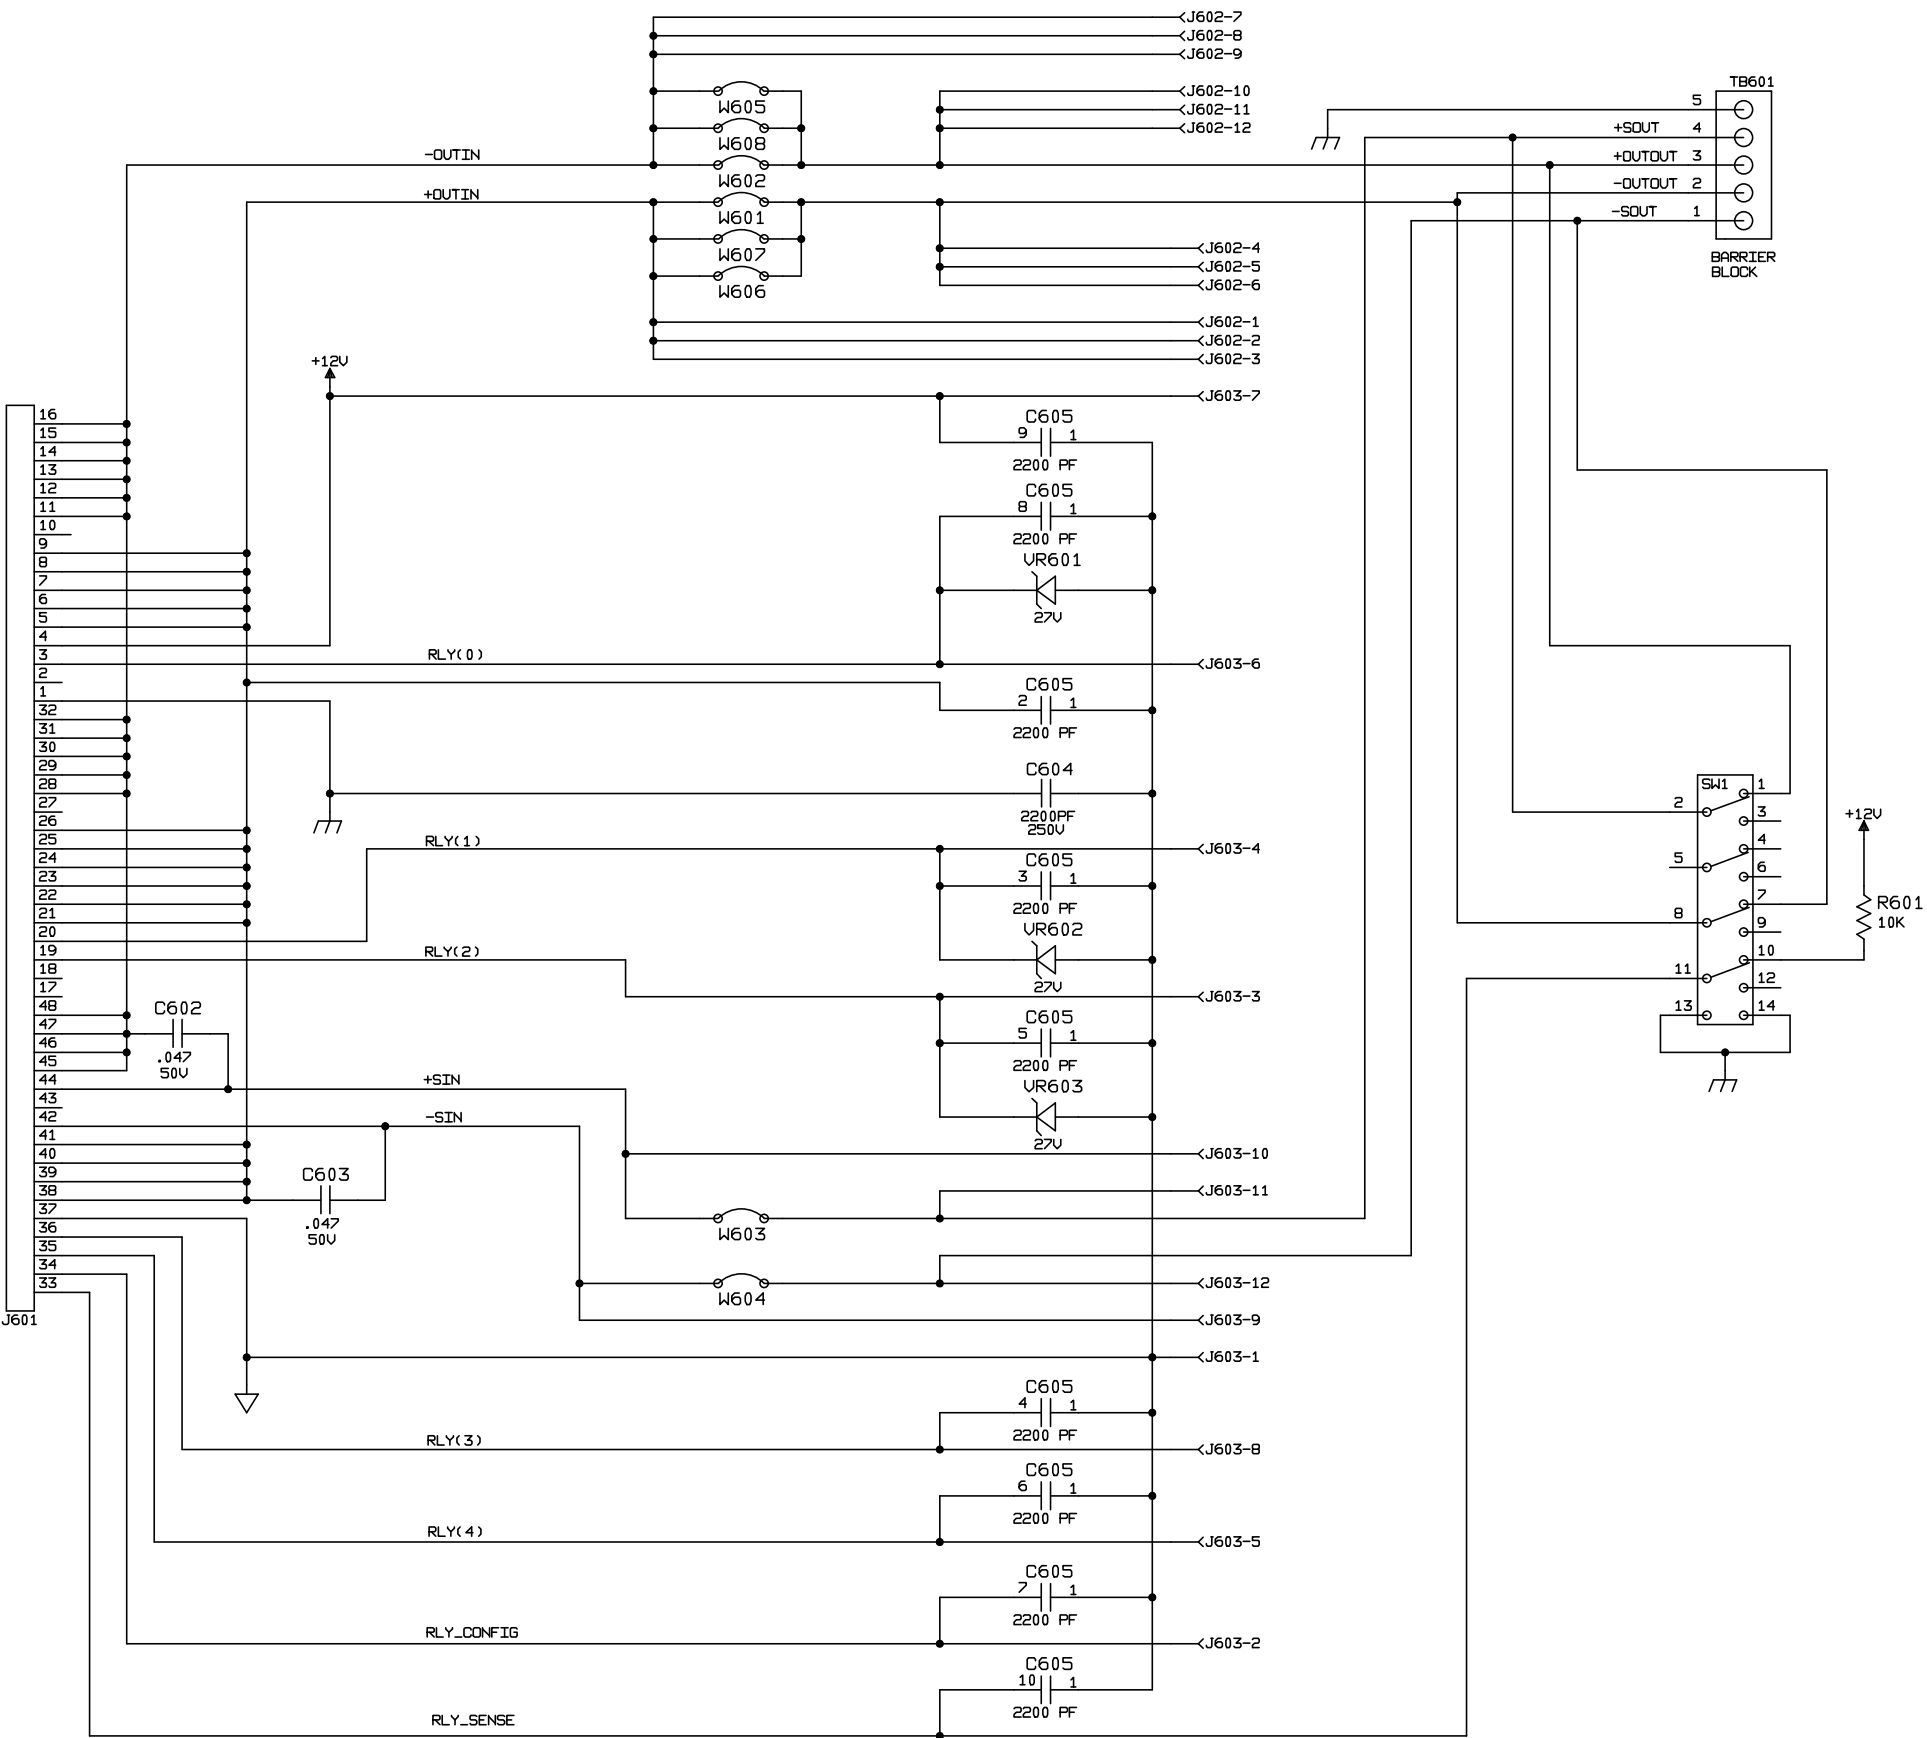 J602-7
J602-8
J602-9
W605
J602-10
J602-11
W608
J602-12
-OUTIN
W602
+OUTIN
W601
W607
J602-4
J602-5
W606
J602-6
J602-1
J602-2
J602-3
TB601
5
+SOUT 4
+OUTOUT 3
-OUTOUT 2
-SOUT 1
BARRIER
BLOCK
+12V
J603-7
C605
9 1
2200 PF
C605
8 1
2200 PF
VR601
27V
RLY(0)
J603-6
C605
2 1
2200 PF
C604
2200PF
250V
RLY(1)
J603-4
C605
3 1
2200 PF
VR602
27V
RLY(2)
J603-3
C605
5 1
2200 PF
VR603
27V
16
15
14
13
12
11
10
9
8
7
6
5
4
3
2
1
32
31
30
29
28
27
26
25
24
23
22
21
20
19
18
17
48
47
46
45
44
43
42
41
40
39
38
37
36
35
34
33
J601
C602
.047
50V
+SIN
-SIN
C603
.047
50V
J603-10
J603-11
W603
J603-12
W604
J603-9
J603-1
C605
4 1
2200 PF
RLY(3)
J603-8
C605
6 1
2200 PF
RLY(4)
J603-5
C605
7 1
2200 PF
RLY_CONFIG
J603-2
C605
10 1
2200 PF
RLY_SENSE
SW1
1
2
3
4
5
6
7
8
9
10
11
12
13
14
+12V
R601
10K